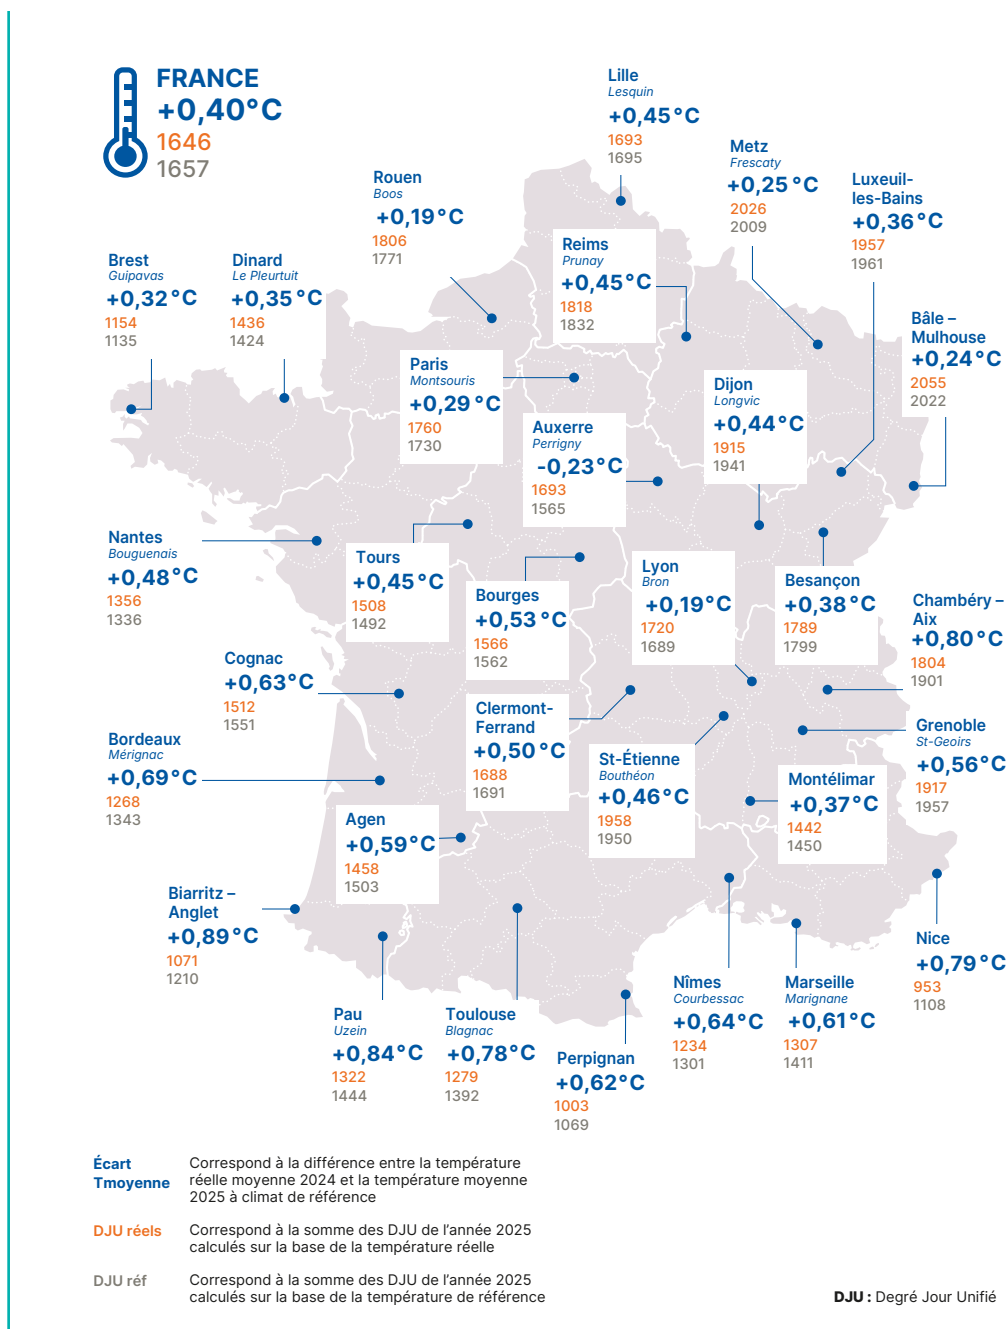 FRANCE
+0,40°C
1646
1657
Lille
Lesquin
+0,45°C
1693
1695
Metz
Frescaty
+0,25°C
2026
2009
Luxeuil-
les-Bains
+0,36°C
1957
1961
Rouen
Boos
+0,19°C
1806
1771
Reims
Prunay
+0,45°C
1818
1832
Brest
Guipavas
+0,32°C
1154
1135
Dinard
Le Pleurtuit
+0,35°C
1436
1424
Bâle –
Mulhouse
+0,24°C
2055
2022
Paris
Montsouris
+0,29°C
1760
1730
Dijon
Longvic
+0,44°C
1915
1941
Auxerre
Perrigny
-0,23°C
1693
1565
Nantes
Bouguenais
+0,48°C
1356
1336
Tours
+0,45°C
1508
1492
Bourges
+0,53°C
1566
1562
Lyon
Bron
+0,19°C
1720
1689
Besançon
+0,38°C
1789
1799
Chambéry –
Aix
+0,80°C
1804
1901
Cognac
+0,63°C
1512
1551
Clermont-
Ferrand
+0,50°C
1688
1691
Bordeaux
Mérignac
+0,69°C
1268
1343
St-Étienne
Bouthéon
+0,46°C
1958
1950
Grenoble
St-Geoirs
+0,56°C
1917
1957
Montélimar
+0,37°C
1442
1450
Agen
+0,59°C
1458
1503
Biarritz –
Anglet
+0,89°C
1071
1210
Nice
+0,79°C
953
1108
Nîmes
Courbessac
+0,64°C
1234
1301
Marseille
Marignane
+0,61°C
1307
1411
Pau
Uzein
+0,84°C
1322
1444
Toulouse
Blagnac
+0,78°C
1279
1392
Perpignan
+0,62°C
1003
1069
Écart
Tmoyenne
Correspond à la différence entre la température
réelle moyenne 2024 et la température moyenne
2025 à climat de référence
DJU réels
Correspond à la somme des DJU de l'année 2025
calculés sur la base de la température réelle
DJU réf
Correspond à la somme des DJU de l'année 2025
calculés sur la base de la température de référence
DJU : Degré Jour Unifié